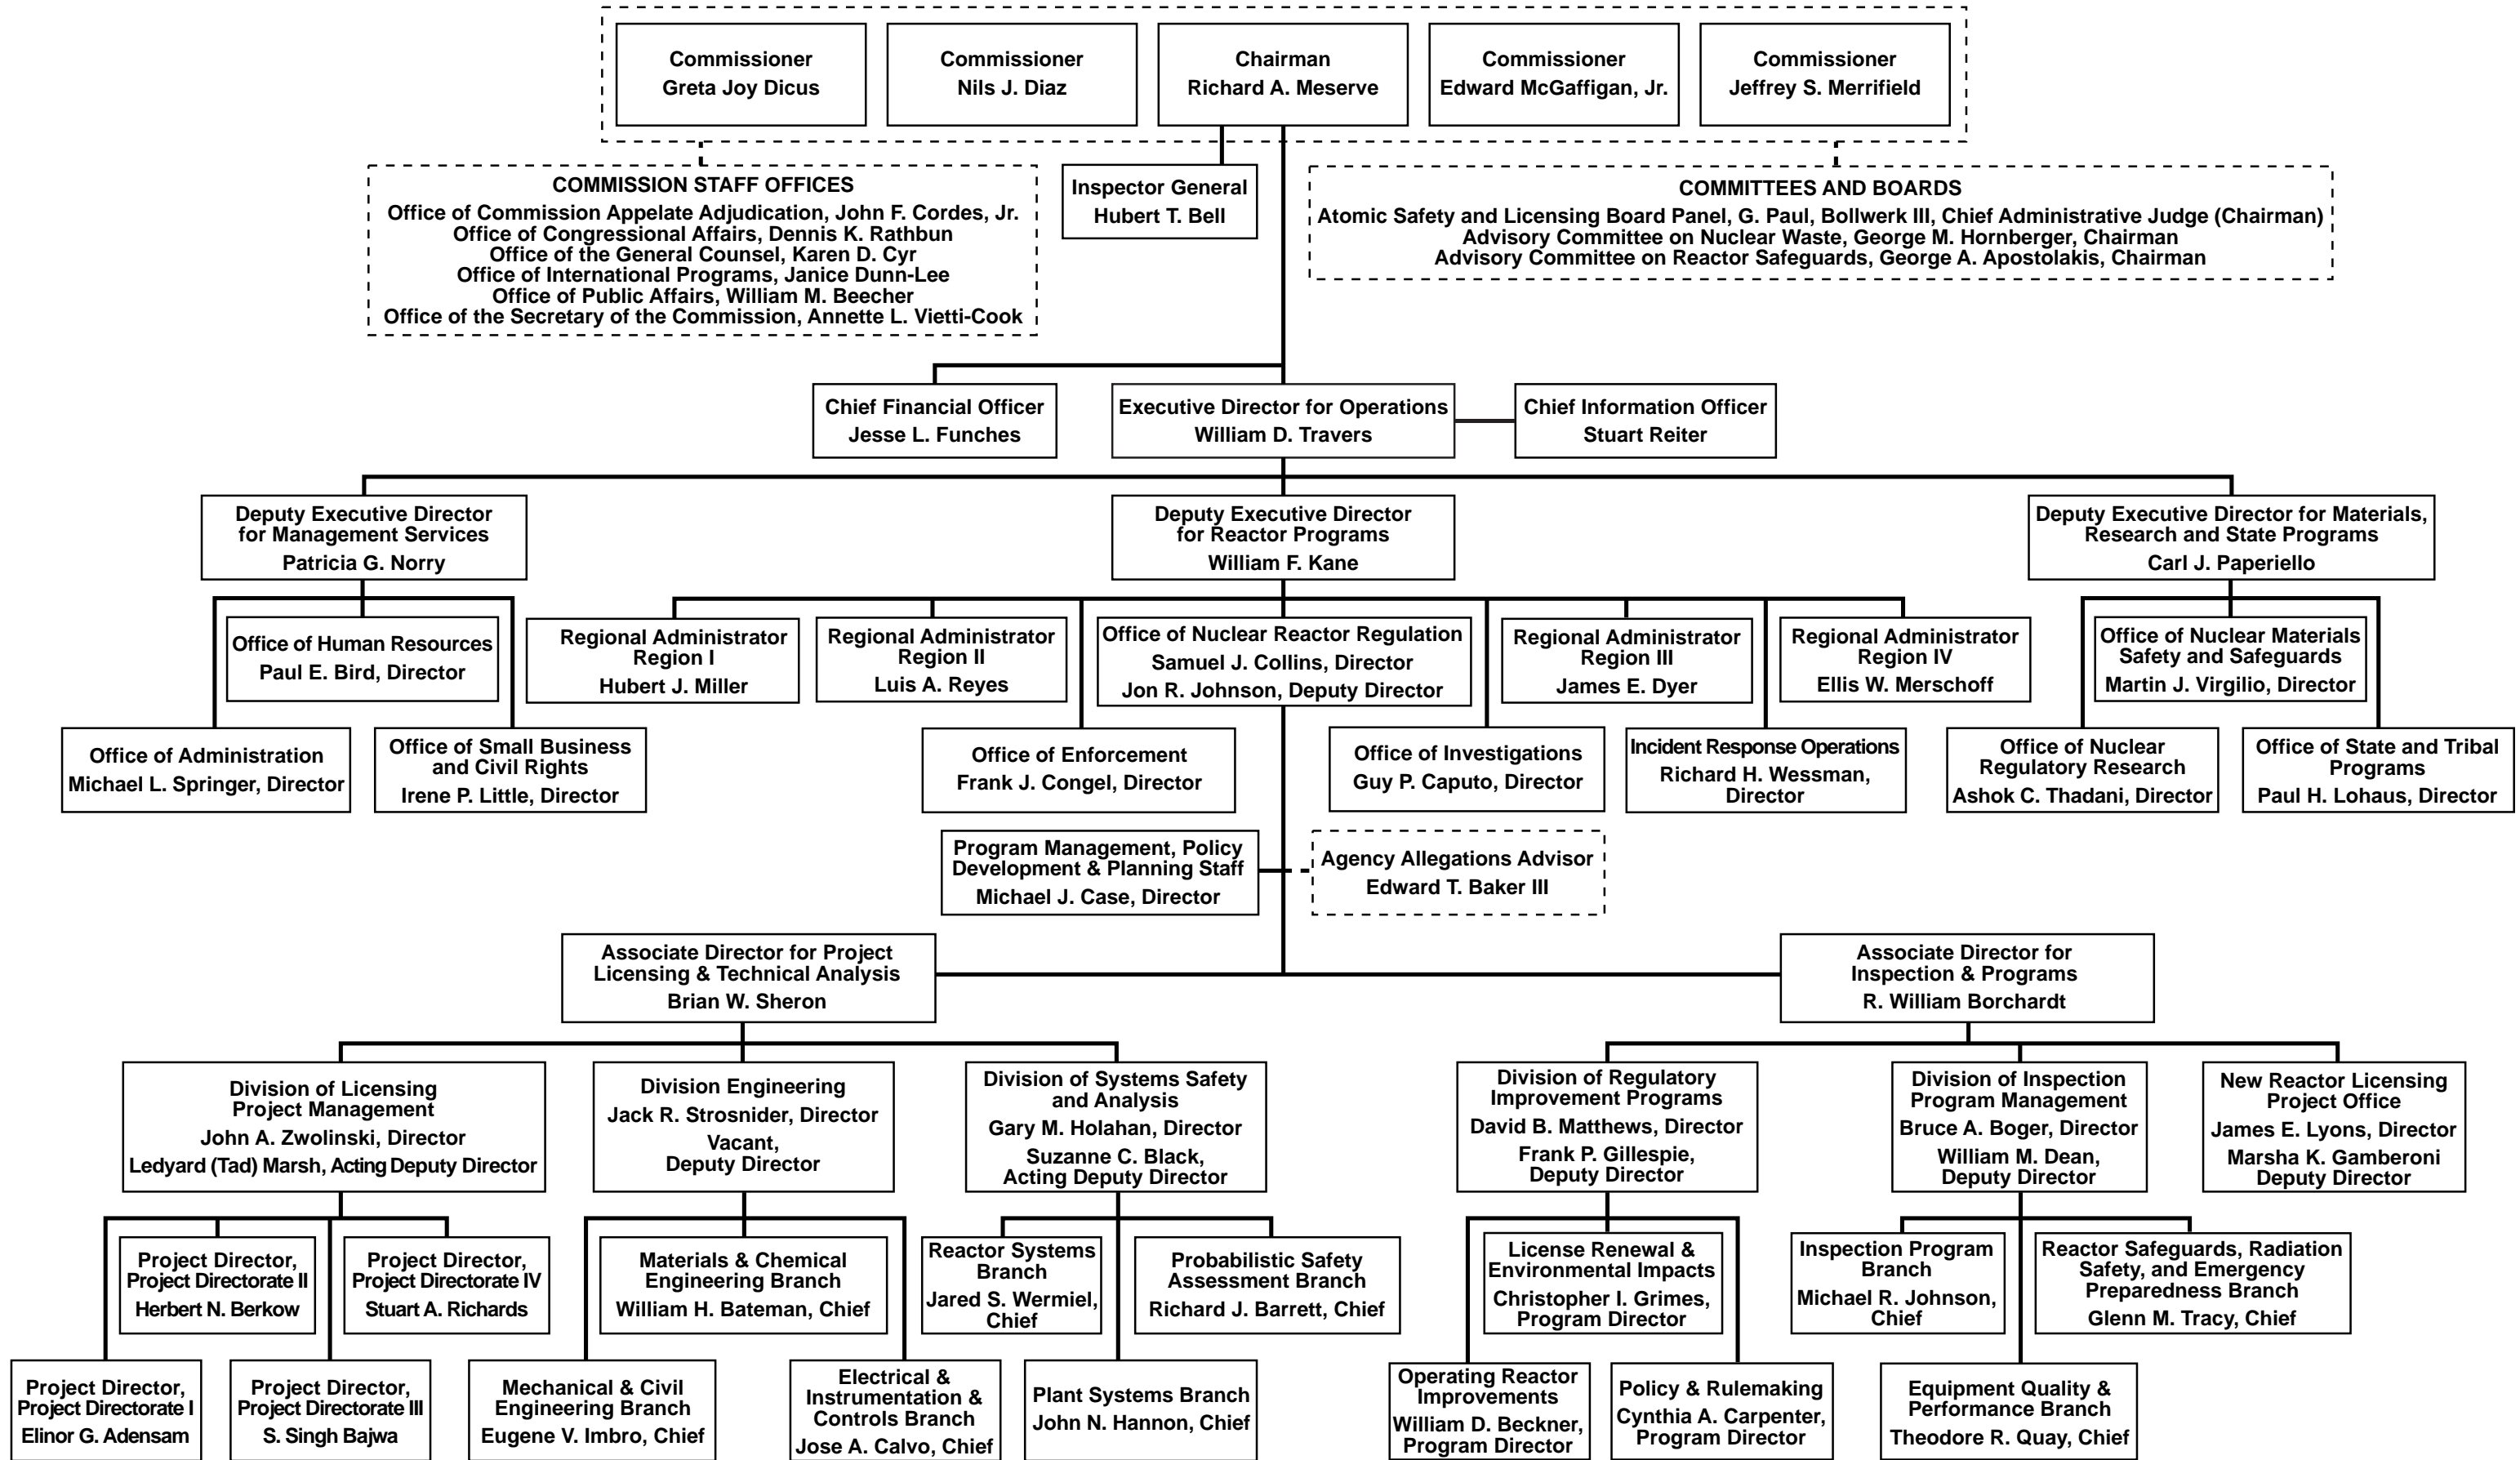 Commissioner
Greta Joy Dicus
Commissioner
Nils J. Diaz
Chairman
Richard A. Meserve
Commissioner
Edward McGaffigan, Jr.
Commissioner
Jeffrey S. Merrifield
COMMISSION STAFF OFFICES
Office of Commission Appelate Adjudication, John F. Cordes, Jr.
Office of Congressional Affairs, Dennis K. Rathbun
Office of the General Counsel, Karen D. Cyr
Office of International Programs, Janice Dunn-Lee
Office of Public Affairs, William M. Beecher
Office of the Secretary of the Commission, Annette L. Vietti-Cook
Inspector General
Hubert T. Bell
COMMITTEES AND BOARDS
Atomic Safety and Licensing Board Panel, G. Paul, Bollwerk III, Chief Administrative Judge (Chairman)
Advisory Committee on Nuclear Waste, George M. Hornberger, Chairman
Advisory Committee on Reactor Safeguards, George A. Apostolakis, Chairman
Chief Financial Officer
Jesse L. Funches
Executive Director for Operations
William D. Travers
Chief Information Officer
Stuart Reiter
Deputy Executive Director
for Management Services
Patricia G. Norry
Deputy Executive Director
for Reactor Programs
William F. Kane
Deputy Executive Director for Materials,
Research and State Programs
Carl J. Paperiello
Office of Human Resources
Paul E. Bird, Director
Regional Administrator
Region I
Hubert J. Miller
Regional Administrator
Region II
Luis A. Reyes
Office of Nuclear Reactor Regulation
Samuel J. Collins, Director
Jon R. Johnson, Deputy Director
Regional Administrator
Region III
James E. Dyer
Regional Administrator
Region IV
Ellis W. Merschoff
Office of Nuclear Materials
Safety and Safeguards
Martin J. Virgilio, Director
Office of Administration
Michael L. Springer, Director
Office of Small Business
and Civil Rights
Irene P. Little, Director
Office of Enforcement
Frank J. Congel, Director
Office of Investigations
Guy P. Caputo, Director
Incident Response Operations
Richard H. Wessman,
Director
Office of Nuclear
Regulatory Research
Ashok C. Thadani, Director
Office of State and Tribal
Programs
Paul H. Lohaus, Director
Program Management, Policy
Development & Planning Staff
Michael J. Case, Director
Agency Allegations Advisor
Edward T. Baker III
Associate Director for Project
Licensing & Technical Analysis
Brian W. Sheron
Associate Director for
Inspection & Programs
R. William Borchardt
Division of Licensing
Project Management
John A. Zwolinski, Director
Ledyard (Tad) Marsh, Acting Deputy Director
Division Engineering
Jack R. Strosnider, Director
Vacant,
Deputy Director
Division of Systems Safety
and Analysis
Gary M. Holahan, Director
Suzanne C. Black,
Acting Deputy Director
Division of Regulatory
Improvement Programs
David B. Matthews, Director
Frank P. Gillespie,
Deputy Director
Division of Inspection
Program Management
Bruce A. Boger, Director
William M. Dean,
Deputy Director
New Reactor Licensing
Project Office
James E. Lyons, Director
Marsha K. Gamberoni
Deputy Director
Project Director,
Project Directorate II
Herbert N. Berkow
Project Director,
Project Directorate IV
Stuart A. Richards
Materials & Chemical
Engineering Branch
William H. Bateman, Chief
Reactor Systems
Branch
Jared S. Wermiel,
Chief
Probabilistic Safety
Assessment Branch
Richard J. Barrett, Chief
License Renewal &
Environmental Impacts
Christopher I. Grimes,
Program Director
Inspection Program
Branch
Michael R. Johnson,
Chief
Reactor Safeguards, Radiation
Safety, and Emergency
Preparedness Branch
Glenn M. Tracy, Chief
Project Director,
Project Directorate I
Elinor G. Adensam
Project Director,
Project Directorate III
S. Singh Bajwa
Mechanical & Civil
Engineering Branch
Eugene V. Imbro, Chief
Electrical &
Instrumentation &
Controls Branch
Jose A. Calvo, Chief
Plant Systems Branch
John N. Hannon, Chief
Operating Reactor
Improvements
William D. Beckner,
Program Director
Policy & Rulemaking
Cynthia A. Carpenter,
Program Director
Equipment Quality &
Performance Branch
Theodore R. Quay, Chief